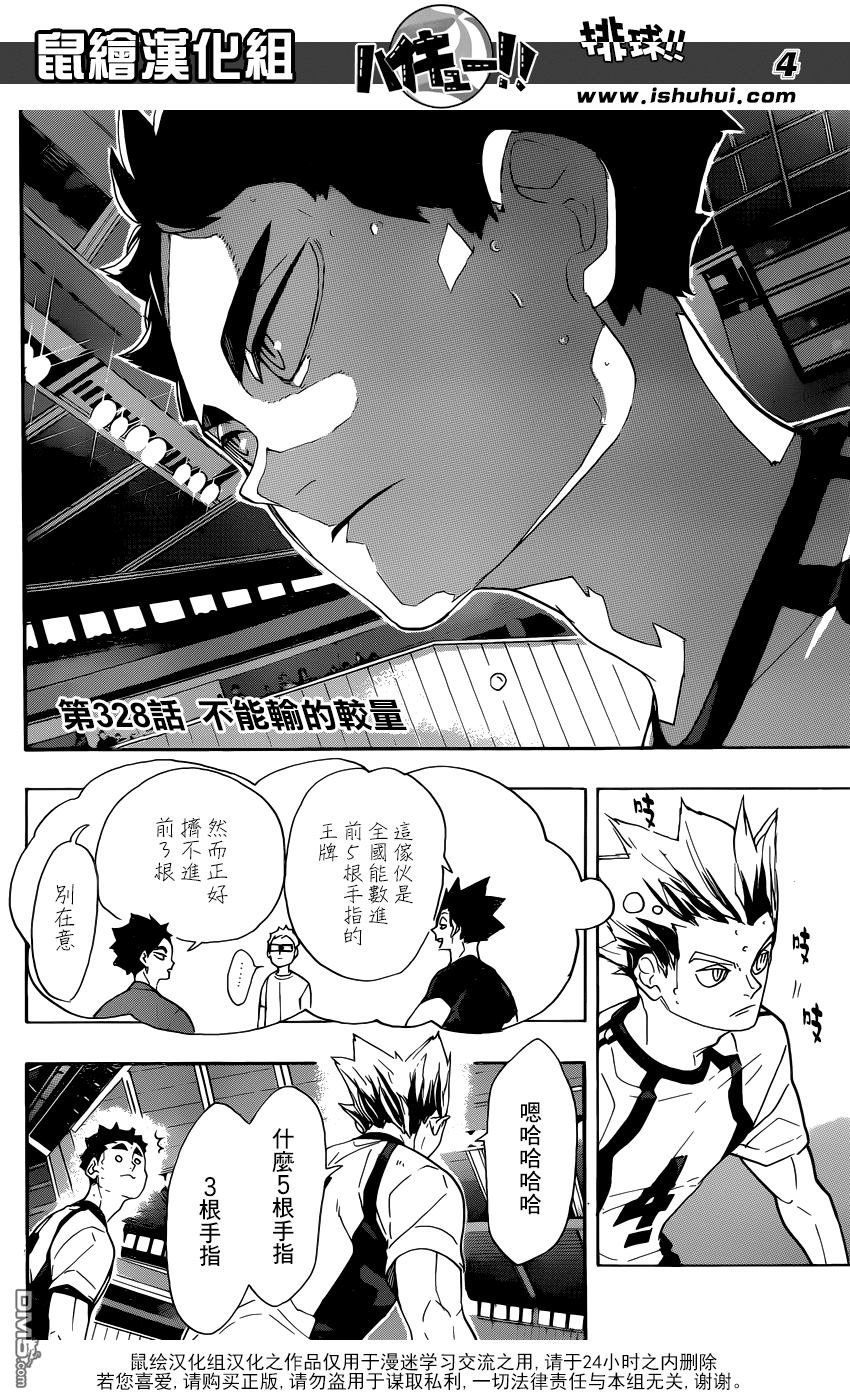 鼠繪漢化組
ハイキュー!!
排球!!
4
www.ishuhui.com
第328話 不能輸的較量
吱
吱
吱
這傢伙是
全國能數進
前5根手指的
王牌
然而正好
擠不進
前3根
別在意
……
嗯哈哈哈哈
什麼5根手指
3根手指
4
鼠绘汉化组汉化之作品仅用于漫迷学习交流之用,请于24小时之内删除
若您喜爱,请购买正版,请勿盗用于谋取私利,一切法律责任与本组无关,谢谢。
DM5.com